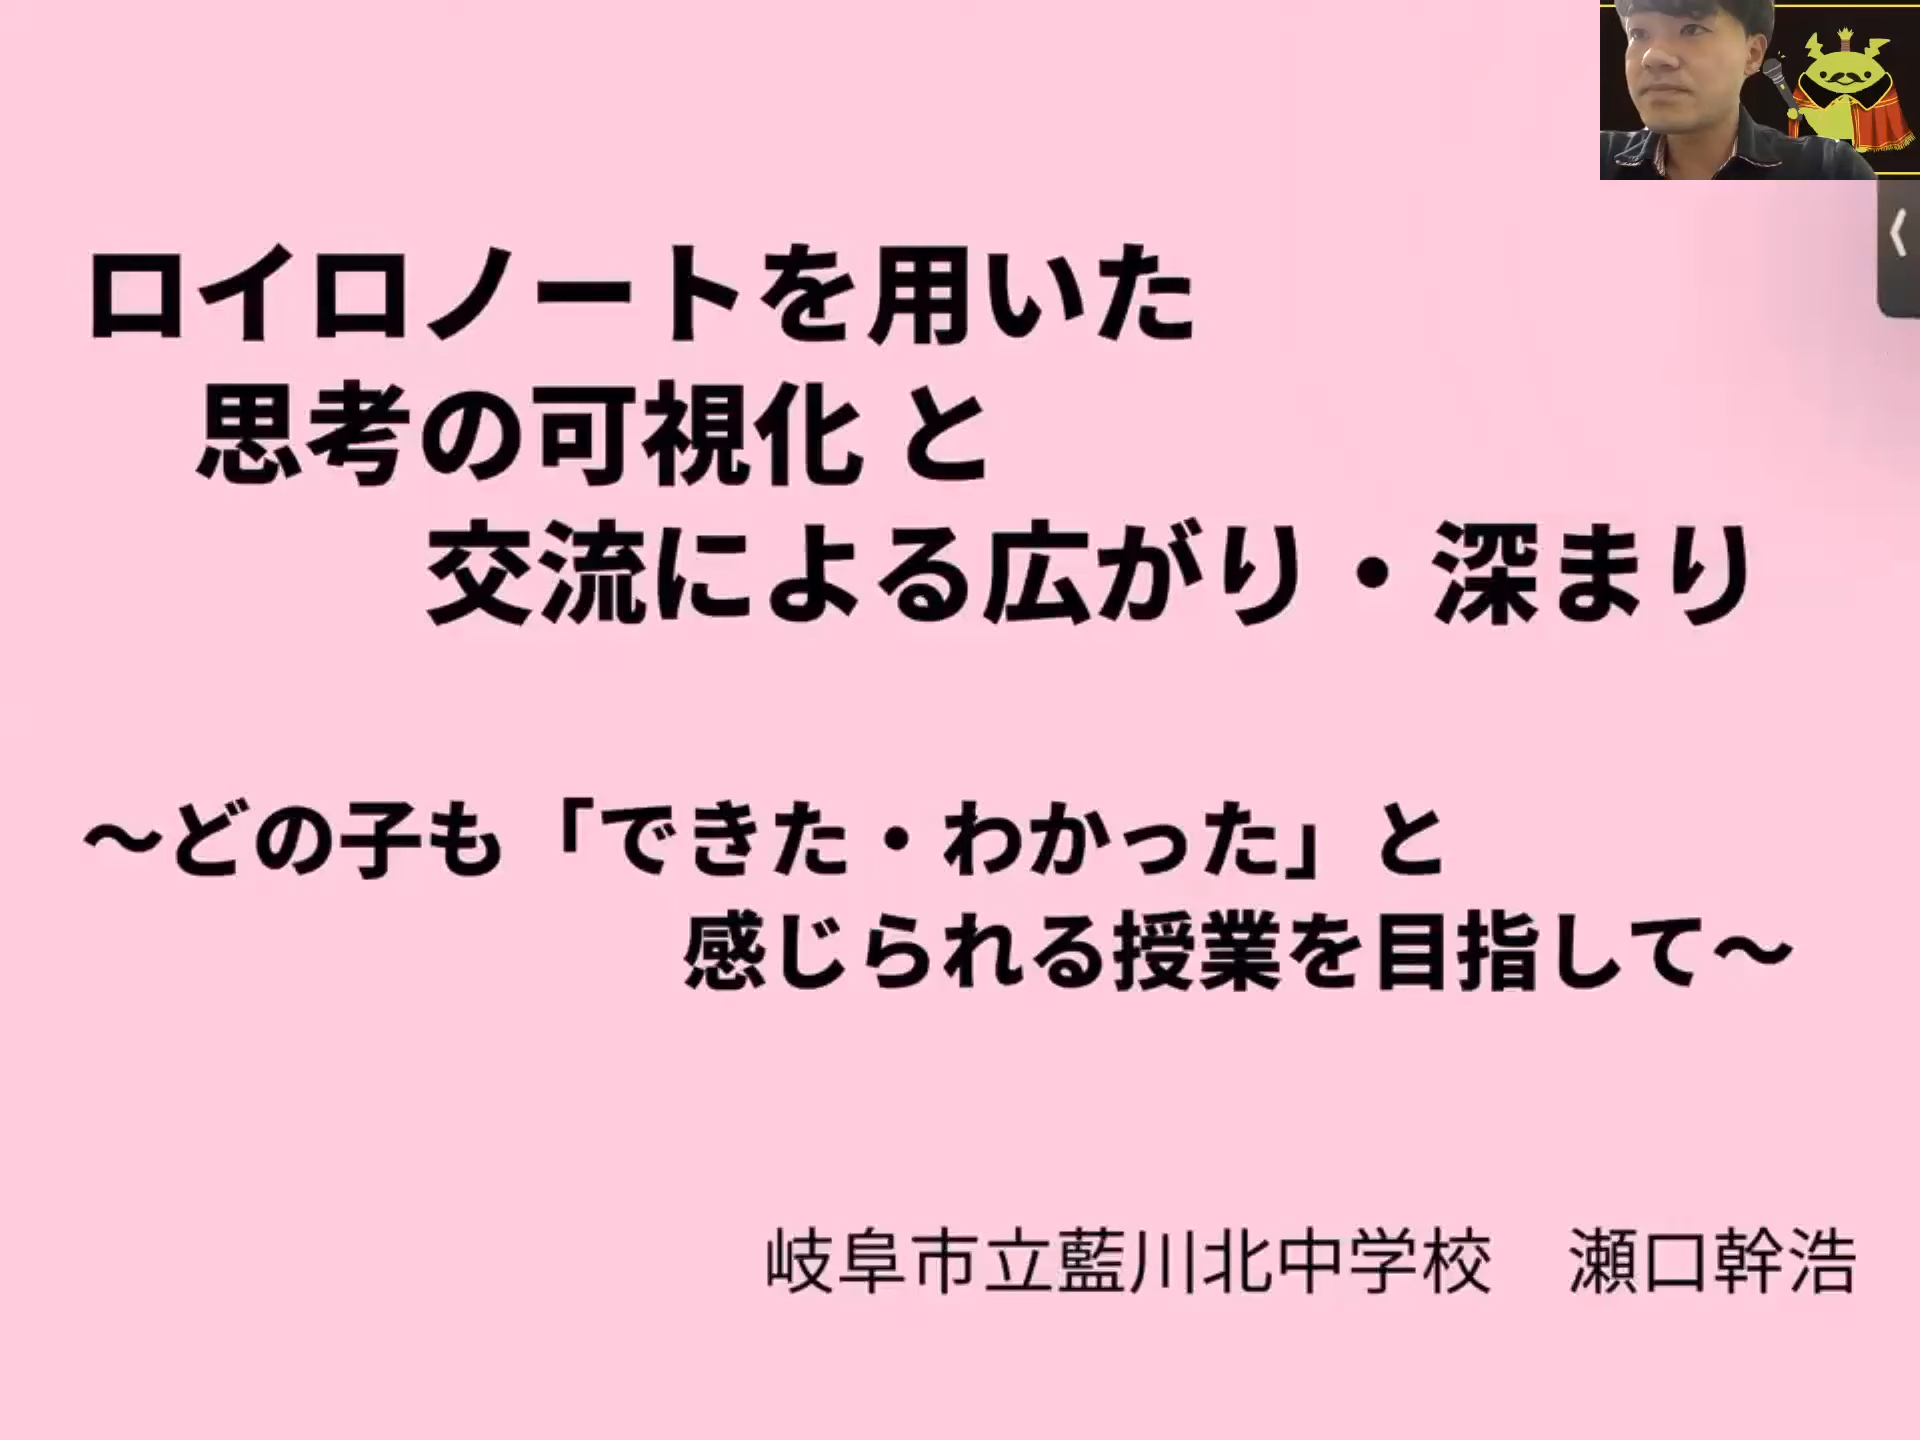 ロイロノートを用いた
思考の可視化 と
交流による広がり・深まり
～どの子も「できた・わかった」と
感じられる授業を目指して～
岐阜市立藍川北中学校　瀬口幹浩